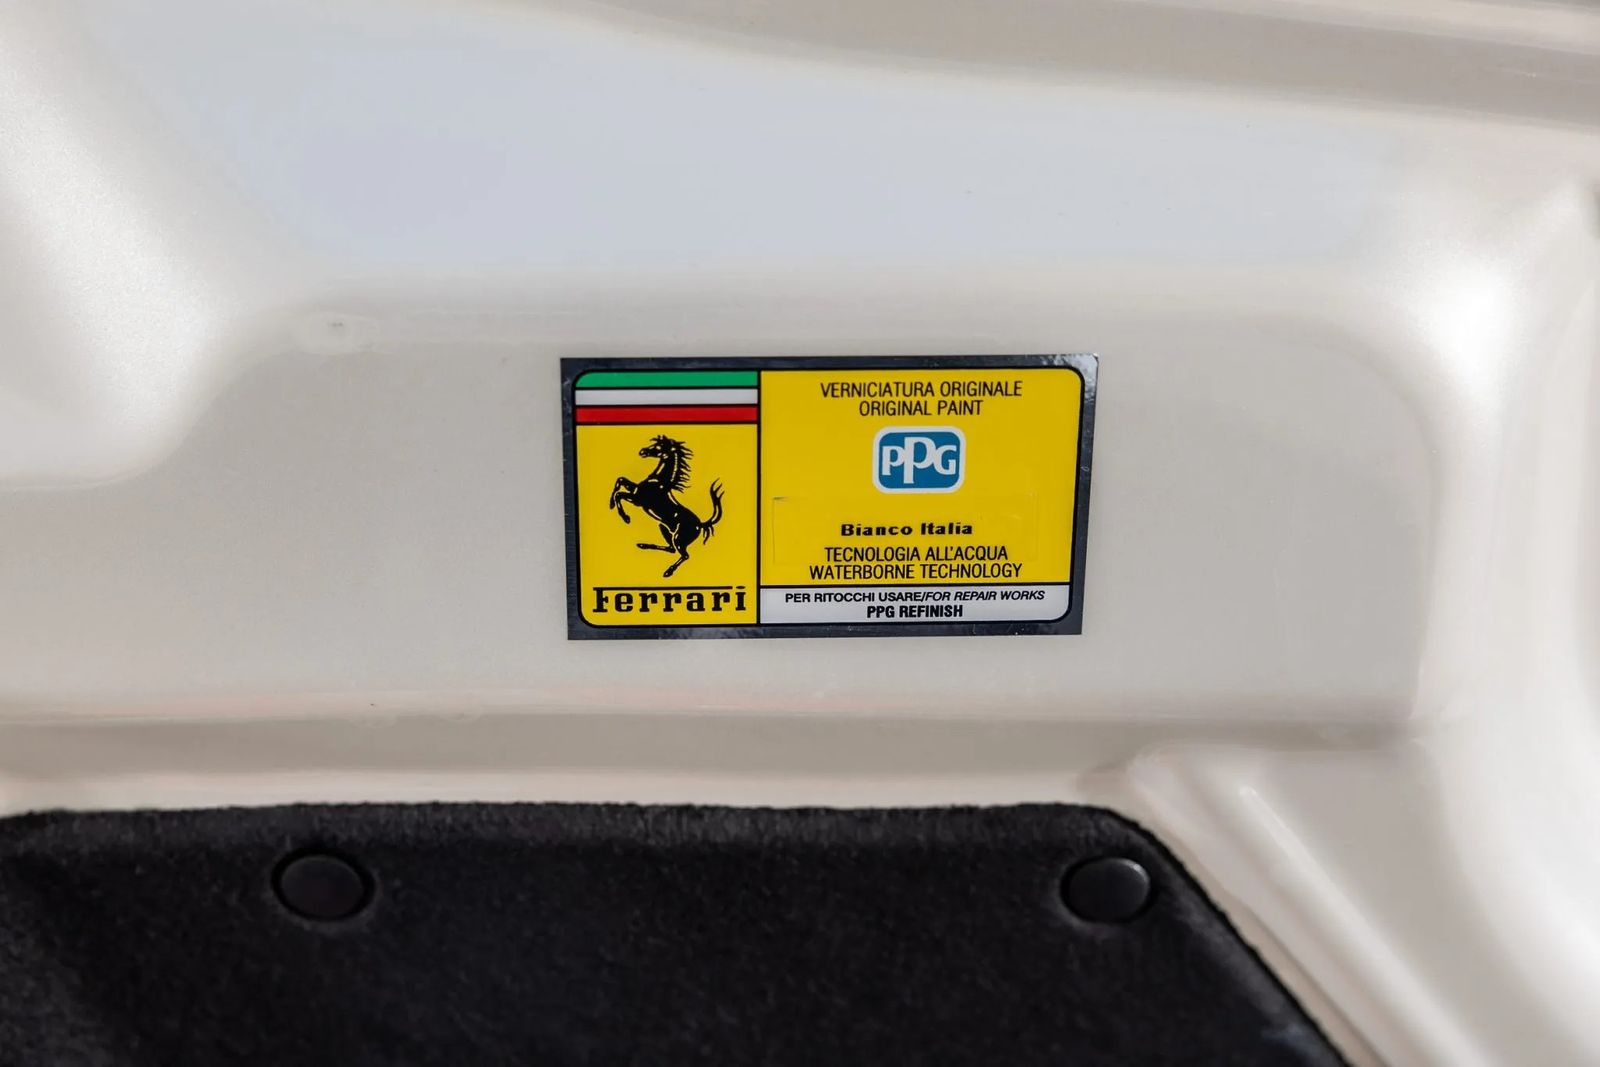 Ferrari
VERNICIATURA ORIGINALE
ORIGINAL PAINT
PPG
Bianco Italia
TECNOLOGIA ALL'ACQUA
WATERBORNE TECHNOLOGY
PER RITOCCHI USARE/FOR REPAIR WORKS
PPG REFINISH